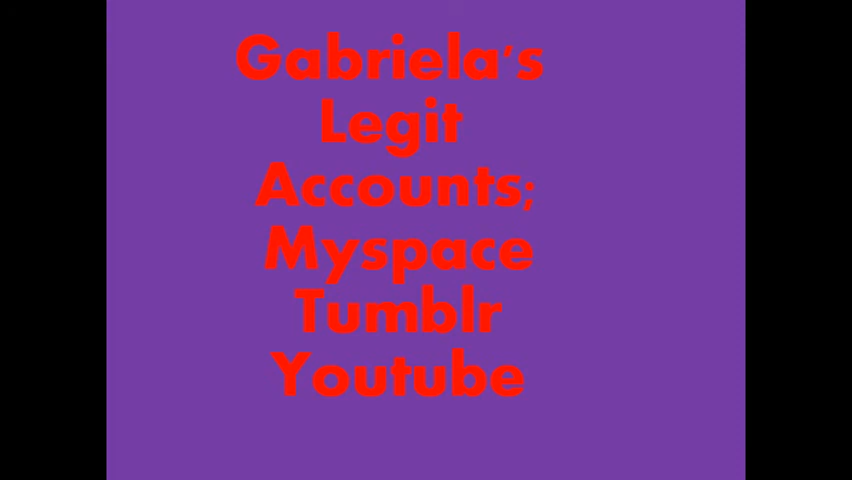 Gabriela's
Legit
Accounts;
Myspace
Tumblr
Youtube